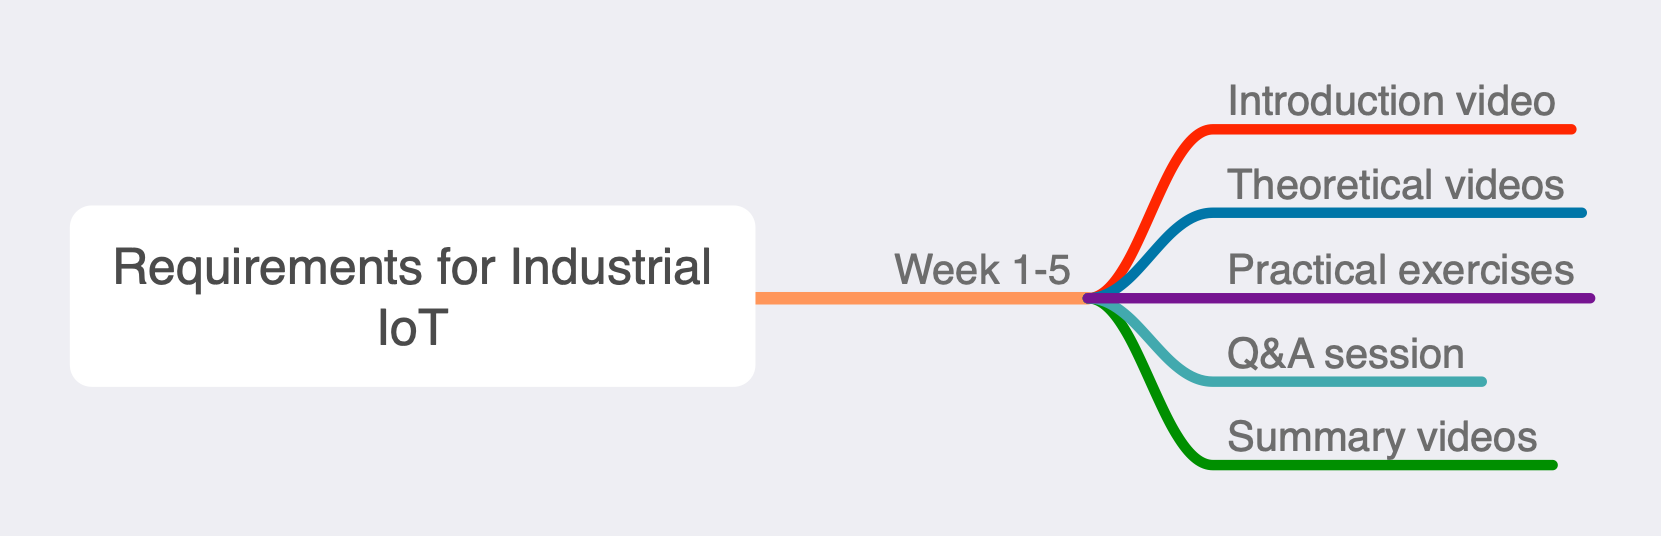 Requirements for Industrial
IoT
Week 1-5
Introduction video
Theoretical videos
Practical exercises
Q&A session
Summary videos